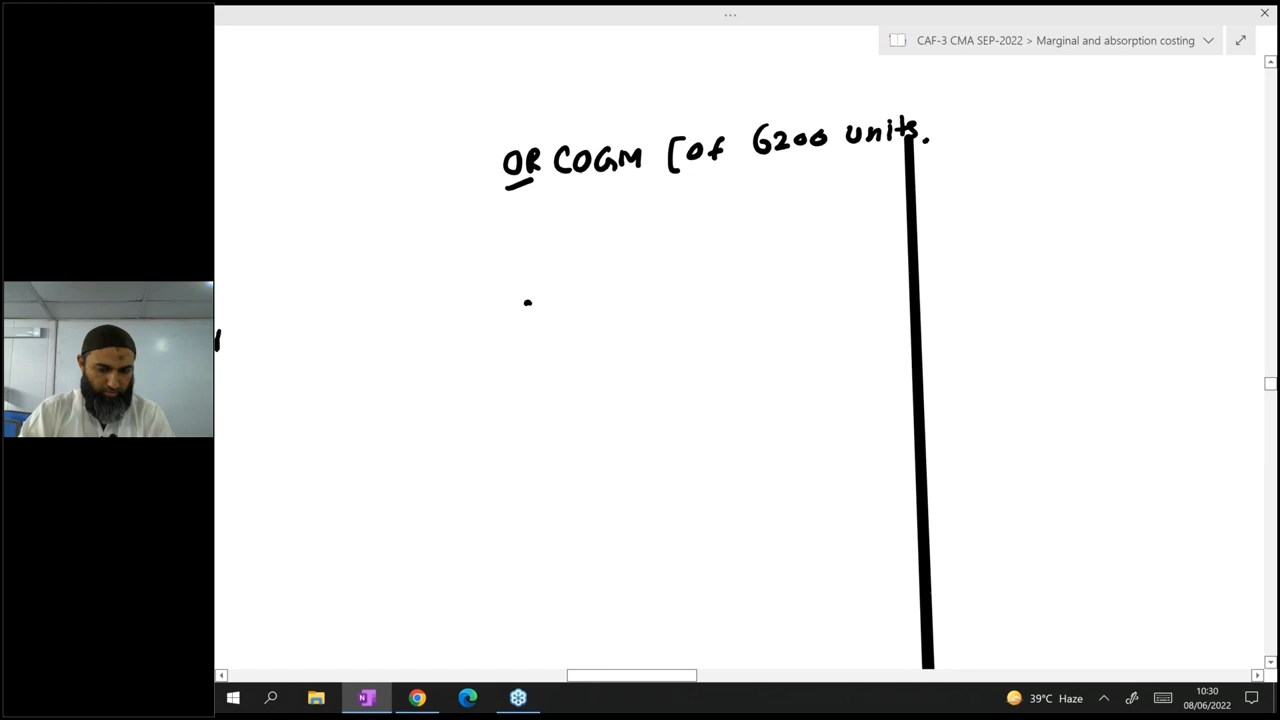 CAF-3 CMA SEP-2022 > Marginal and absorption costing
OR COGM [of 6200 units.
39°C Haze
10:30
08/06/2022